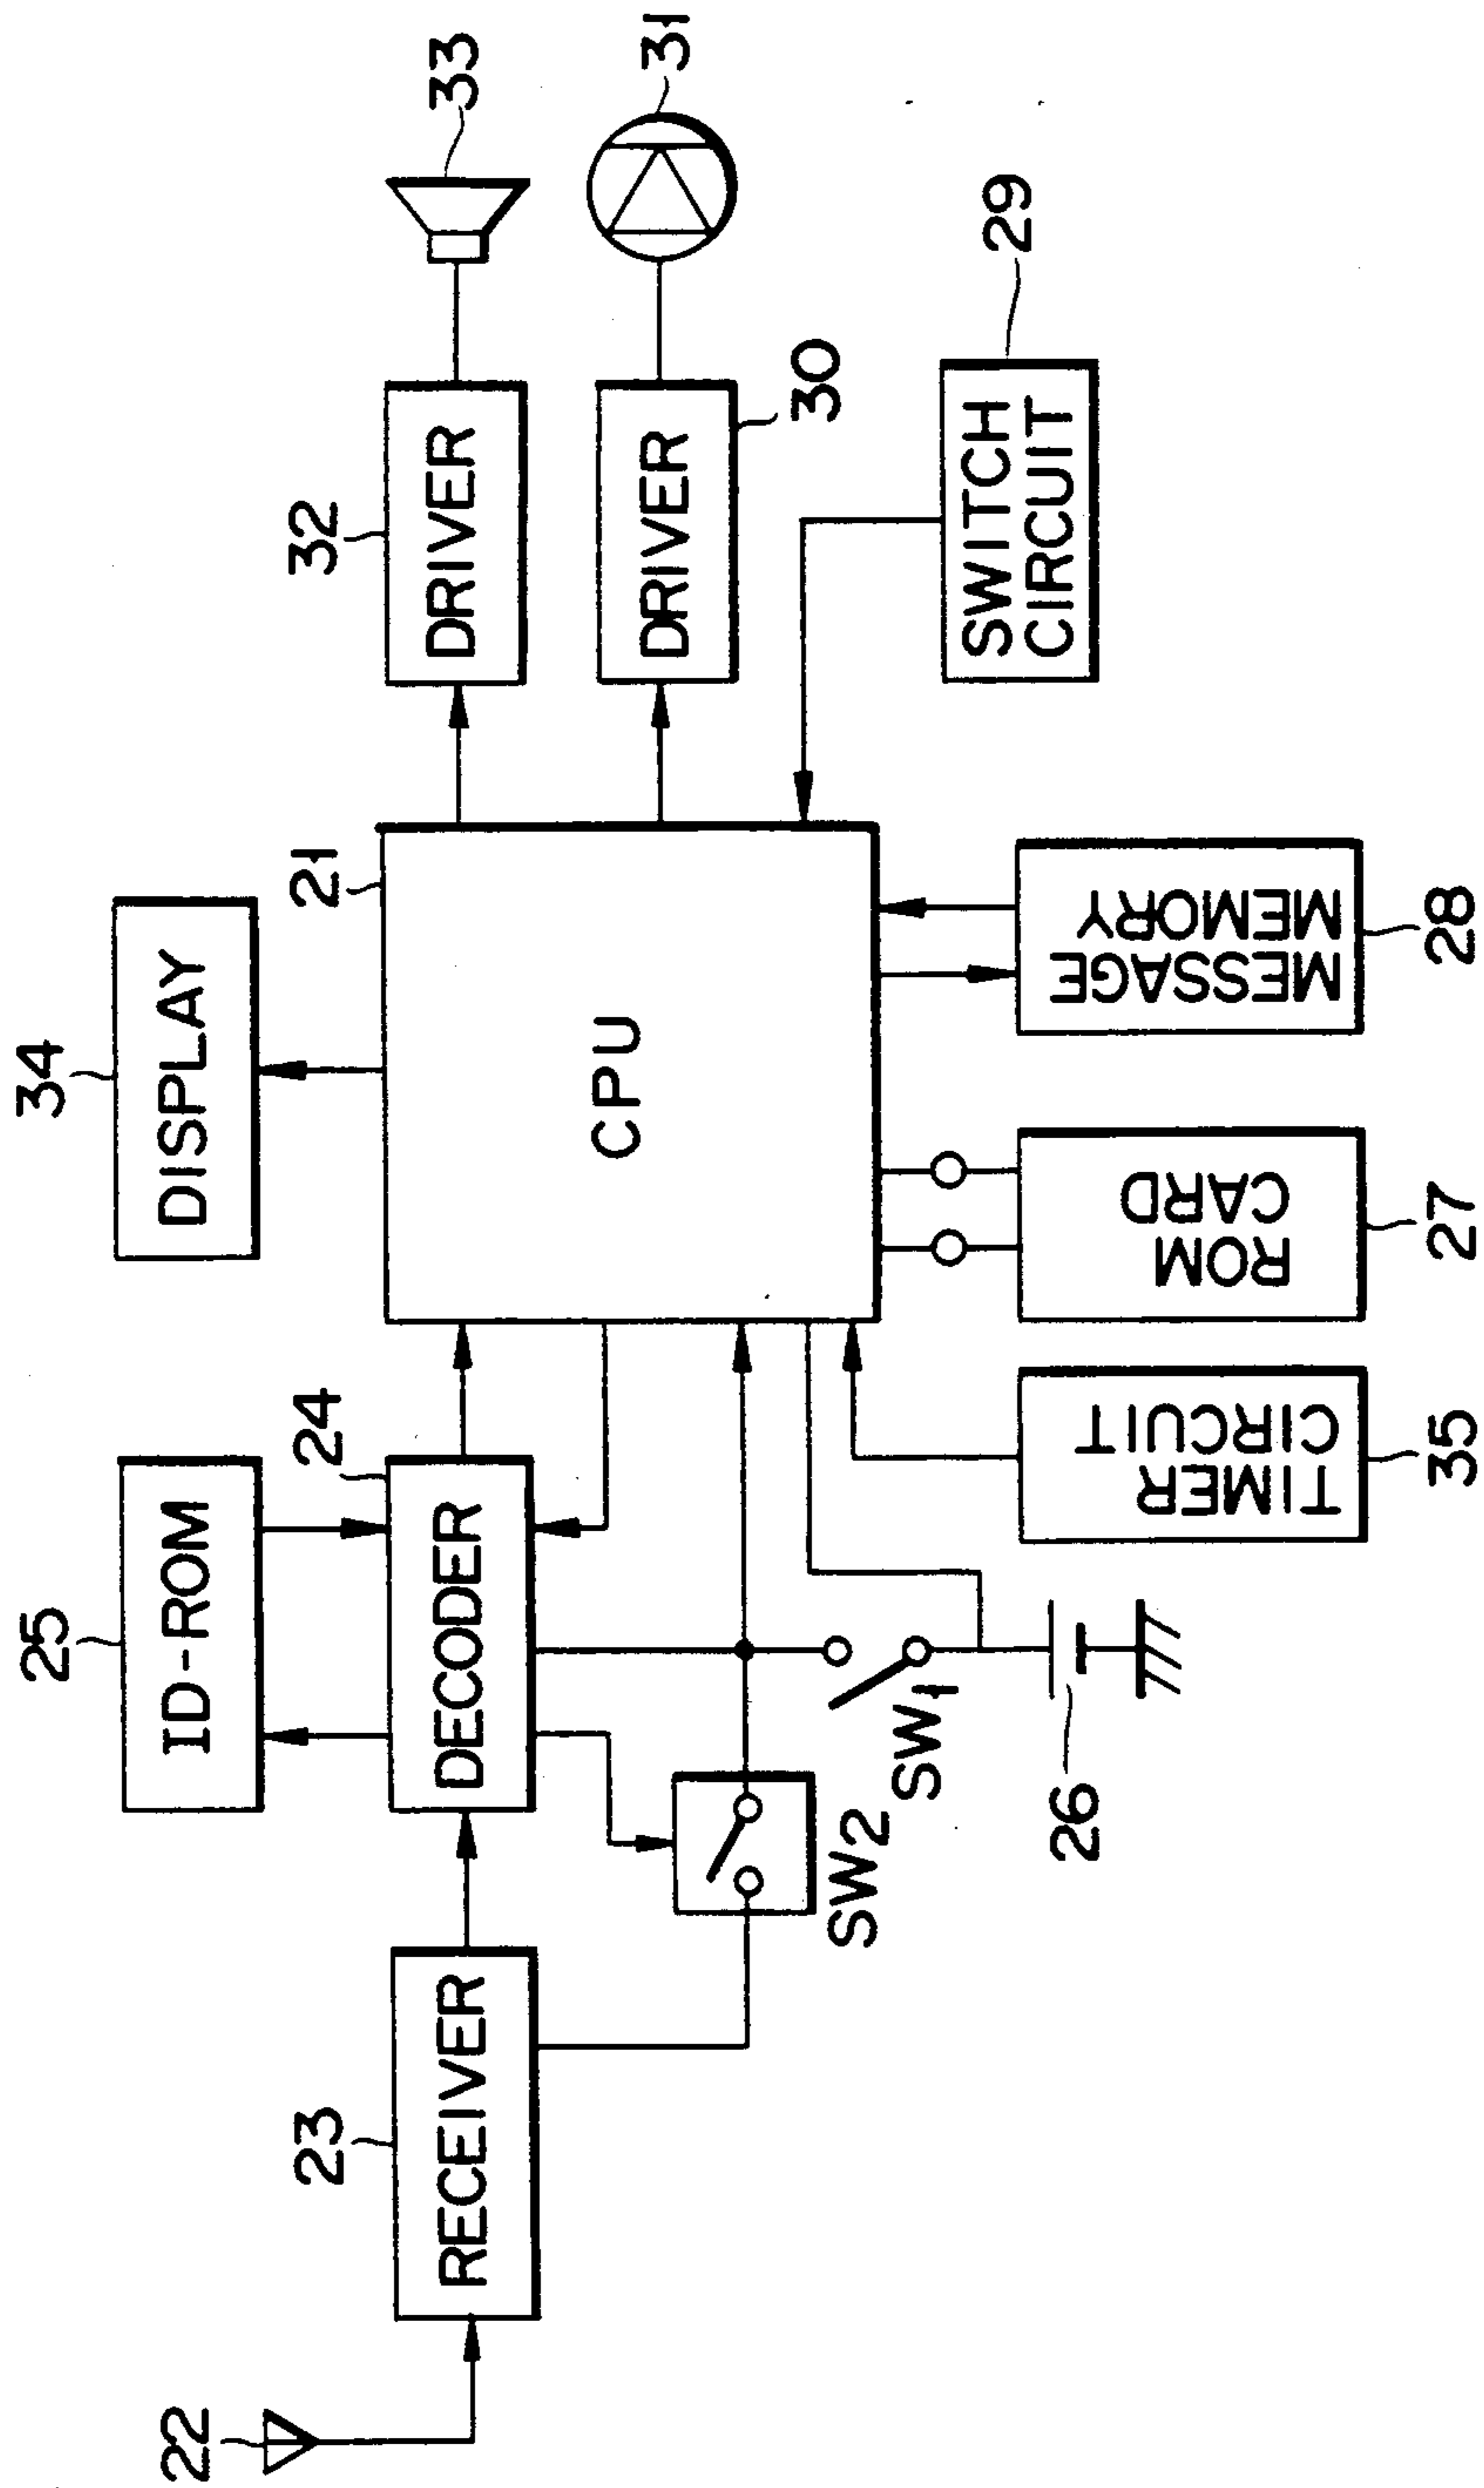 33
31
32
DRIVER
DRIVER
30
SWITCH
CIRCUIT
29
34
DISPLAY
21
CPU
MESSAGE
MEMORY
28
ROM
CARD
27
TIMER
CIRCUIT
35
25
ID-ROM
24
DECODER
SW1
26
SW2
23
RECEIVER
22